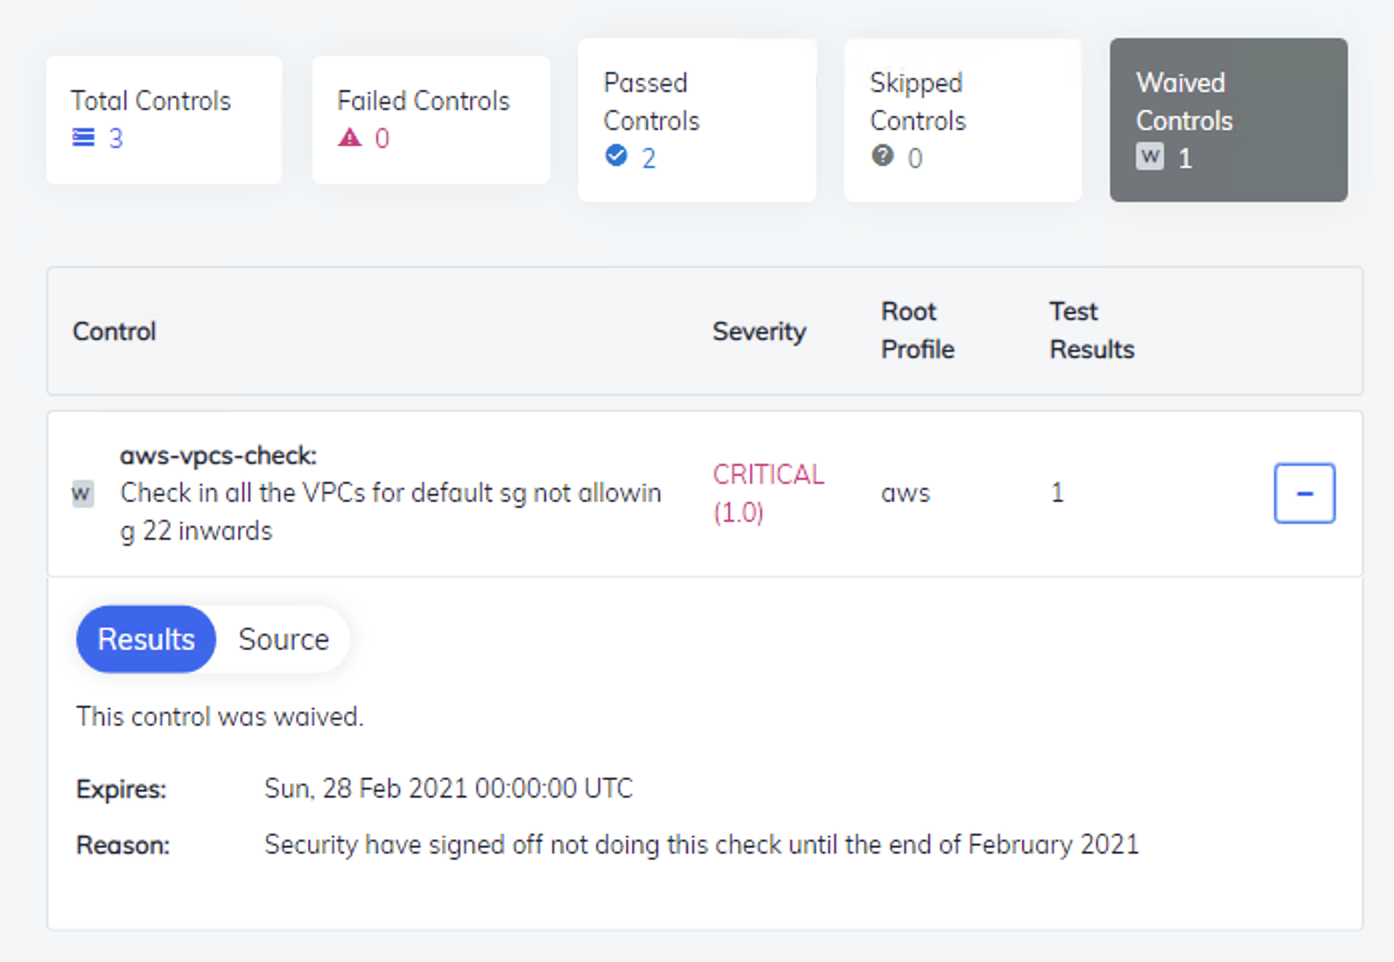 Total Controls
3
Failed Controls
0
Passed
Controls
2
Skipped
Controls
? 0
Waived
Controls
W 1
Control
Severity
Root
Profile
Test
Results
aws-vpcs-check:
W
Check in all the VPCs for default sg not allowin
g 22 inwards
CRITICAL
(1.0)
aws
1
Results
Source
This control was waived.
Expires: Sun, 28 Feb 2021 00:00:00 UTC
Reason: Security have signed off not doing this check until the end of February 2021